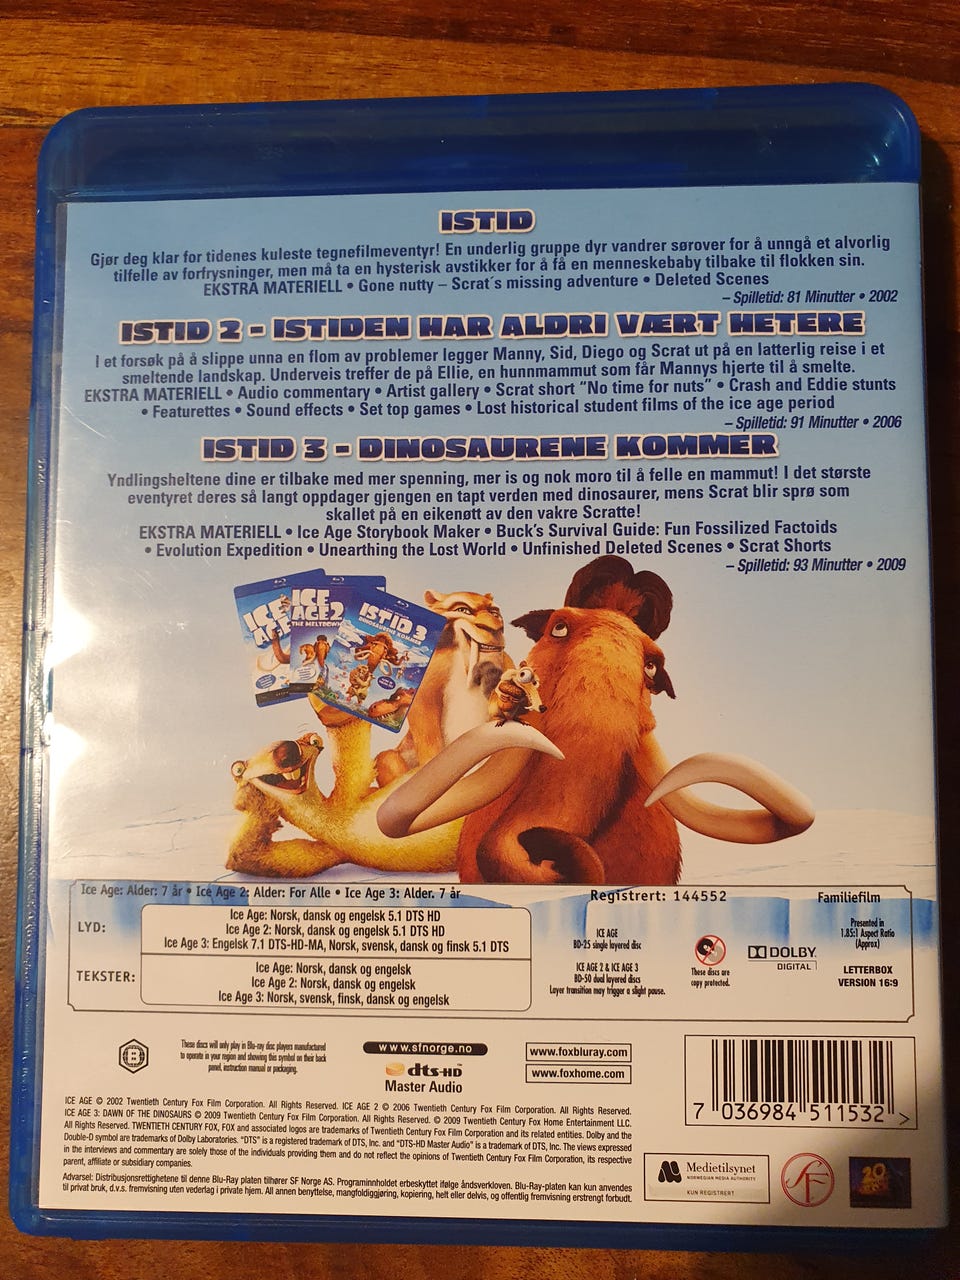 ISTID
Gjør deg klar for tidenes kuleste tegnefilmeventyr! En underlig gruppe dyr vandrer sørover for å unngå et alvorlig
tilfelle av forfrysninger, men må ta en hysterisk avstikker for å få en menneskebaby tilbake til flokken sin.
EKSTRA MATERIELL • Gone nutty – Scrat´s missing adventure • Deleted Scenes
– Spilletid: 81 Minutter • 2002
ISTID 2 - ISTIDEN HAR ALDRI VÆRT HETERE
I et forsøk på å slippe unna en flom av problemer legger Manny, Sid, Diego og Scrat ut på en latterlig reise i et
smeltende landskap. Underveis treffer de på Ellie, en hunnmammut som får Mannys hjerte til å smelte.
EKSTRA MATERIELL • Audio commentary • Artist gallery • Scrat short "No time for nuts" • Crash and Eddie stunts
• Featurettes • Sound effects • Set top games • Lost historical student films of the ice age period
– Spilletid: 91 Minutter • 2006
ISTID 3 - DINOSAURENE KOMMER
Yndlingsheltene dine er tilbake med mer spenning, mer is og nok moro til å felle en mammut! I det største
eventyret deres så langt oppdager gjengen en tapt verden med dinosaurer, mens Scrat blir sprø som
skallet på en eikenøtt av den vakre Scratte!
EKSTRA MATERIELL • Ice Age Storybook Maker • Buck's Survival Guide: Fun Fossilized Factoids
• Evolution Expedition • Unearthing the Lost World • Unfinished Deleted Scenes • Scrat Shorts
– Spilletid: 93 Minutter • 2009
ICE AGE
ICE AGE 2
THE MELTDOWN
ISTID 3
DINOSAURENE KOMMER
Ice Age: Alder: 7 år • Ice Age 2: Alder: For Alle • Ice Age 3: Alder. 7 år
Registrert: 144552
Familiefilm
LYD:
Ice Age: Norsk, dansk og engelsk 5.1 DTS HD
Ice Age 2: Norsk, dansk og engelsk 5.1 DTS HD
Ice Age 3: Engelsk 7.1 DTS-HD-MA, Norsk, svensk, dansk og finsk 5.1 DTS
TEKSTER:
Ice Age: Norsk, dansk og engelsk
Ice Age 2: Norsk, dansk og engelsk
Ice Age 3: Norsk, svensk, finsk, dansk og engelsk
ICE AGE
BD-25 single layered disc
ICE AGE 2 & ICE AGE 3
BD-50 dual layered discs
Layer transition may trigger a slight pause.
These discs are
copy protected.
DOLBY
DIGITAL
Presented in
1.85:1 Aspect Ratio
(Approx)
LETTERBOX
VERSION 16:9
B
These discs will only play in Blu-ray disc players manufactured
to operate in your region and showing this symbol on their back
panel, instruction manual or packaging.
www.sfnorge.no
dts-HD
Master Audio
www.foxbluray.com
www.foxhome.com
7 036984 511532 >
ICE AGE © 2002 Twentieth Century Fox Film Corporation. All Rights Reserved. ICE AGE 2 © 2006 Twentieth Century Fox Film Corporation. All Rights Reserved.
ICE AGE 3: DAWN OF THE DINOSAURS © 2009 Twentieth Century Fox Film Corporation. All Rights Reserved. © 2009 Twentieth Century Fox Home Entertainment LLC.
All Rights Reserved. TWENTIETH CENTURY FOX, FOX and associated logos are trademarks of Twentieth Century Fox Film Corporation and its related entities. Dolby and the
Double-D symbol are trademarks of Dolby Laboratories. "DTS" is a registered trademark of DTS, Inc. and "DTS-HD Master Audio" is a trademark of DTS, Inc. The views expressed
in the interviews and commentary are solely those of the individuals providing them and do not reflect the opinions of Twentieth Century Fox Film Corporation, its respective
parent, affiliate or subsidiary companies.
Advarsel: Distribusjonsrettighetene til denne Blu-Ray platen tilhører SF Norge AS. Programinnholdet erbeskyttet ifølge åndsverkloven. Blu-Ray-platen kan kun anvendes
til privat bruk, d.v.s. fremvisning uten vederlag i private hjem. All annen benyttelse, mangfoldiggjøring, kopiering, helt eller delvis, og offentlig fremvisning erstrengt forbudt.
Medietilsynet
NORWEGIAN MEDIA AUTHORITY
KUN REGISTRERT
SF
20